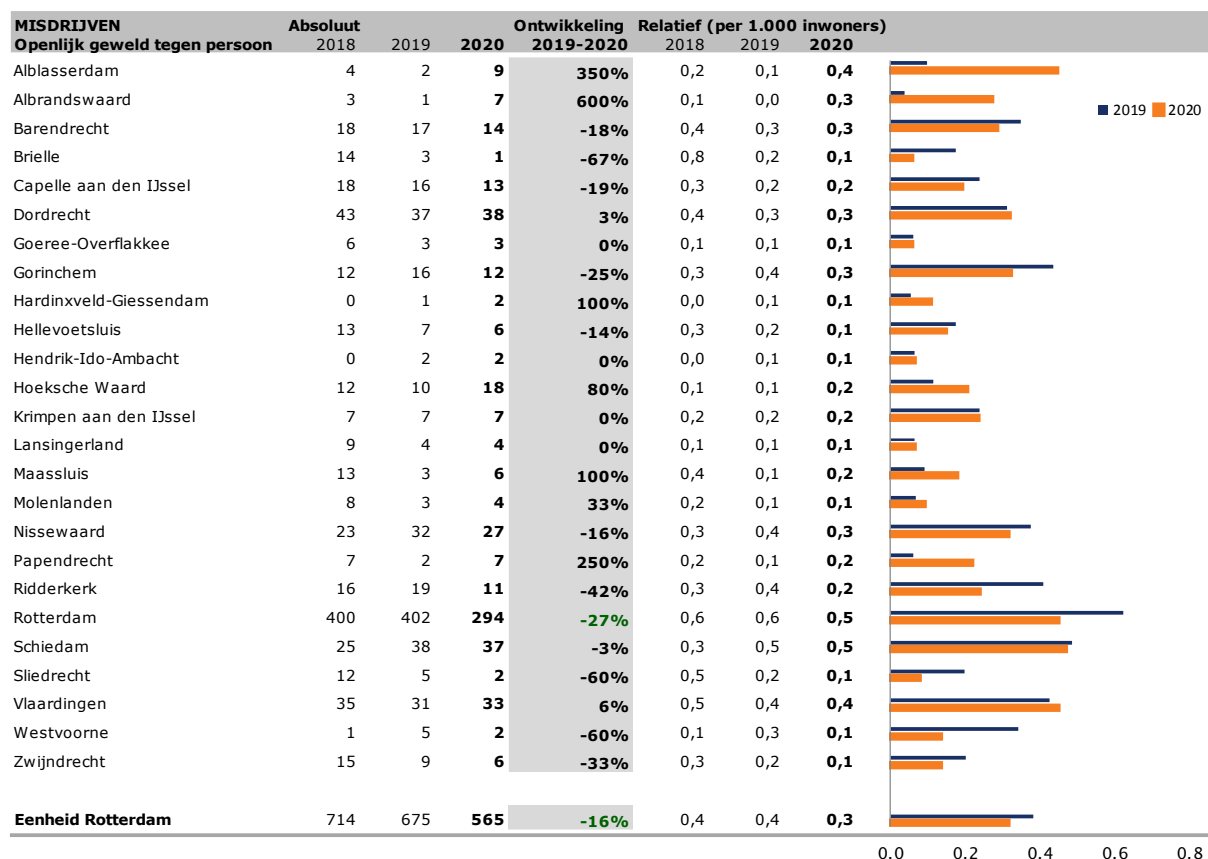 MISDRIJVEN Absoluut Ontwikkeling Relatief (per 1.000 inwoners)
Openlijk geweld tegen persoon 2018 2019 2020 2019-2020 2018 2019 2020
Alblasserdam 4 2 9 350% 0,2 0,1 0,4
Albrandswaard 3 1 7 600% 0,1 0,0 0,3
2019 2020
Barendrecht 18 17 14 -18% 0,4 0,3 0,3
Brielle 14 3 1 -67% 0,8 0,2 0,1
Capelle aan den IJssel 18 16 13 -19% 0,3 0,2 0,2
Dordrecht 43 37 38 3% 0,4 0,3 0,3
Goeree-Overflakkee 6 3 3 0% 0,1 0,1 0,1
Gorinchem 12 16 12 -25% 0,3 0,4 0,3
Hardinxveld-Giessendam 0 1 2 100% 0,0 0,1 0,1
Hellevoetsluis 13 7 6 -14% 0,3 0,2 0,1
Hendrik-Ido-Ambacht 0 2 2 0% 0,0 0,1 0,1
Hoeksche Waard 12 10 18 80% 0,1 0,1 0,2
Krimpen aan den IJssel 7 7 7 0% 0,2 0,2 0,2
Lansingerland 9 4 4 0% 0,1 0,1 0,1
Maassluis 13 3 6 100% 0,4 0,1 0,2
Molenlanden 8 3 4 33% 0,2 0,1 0,1
Nissewaard 23 32 27 -16% 0,3 0,4 0,3
Papendrecht 7 2 7 250% 0,2 0,1 0,2
Ridderkerk 16 19 11 -42% 0,3 0,4 0,2
Rotterdam 400 402 294 -27% 0,6 0,6 0,5
Schiedam 25 38 37 -3% 0,3 0,5 0,5
Sliedrecht 12 5 2 -60% 0,5 0,2 0,1
Vlaardingen 35 31 33 6% 0,5 0,4 0,4
Westvoorne 1 5 2 -60% 0,1 0,3 0,1
Zwijndrecht 15 9 6 -33% 0,3 0,2 0,1
Eenheid Rotterdam 714 675 565 -16% 0,4 0,4 0,3
0.0 0.2 0.4 0.6 0.8